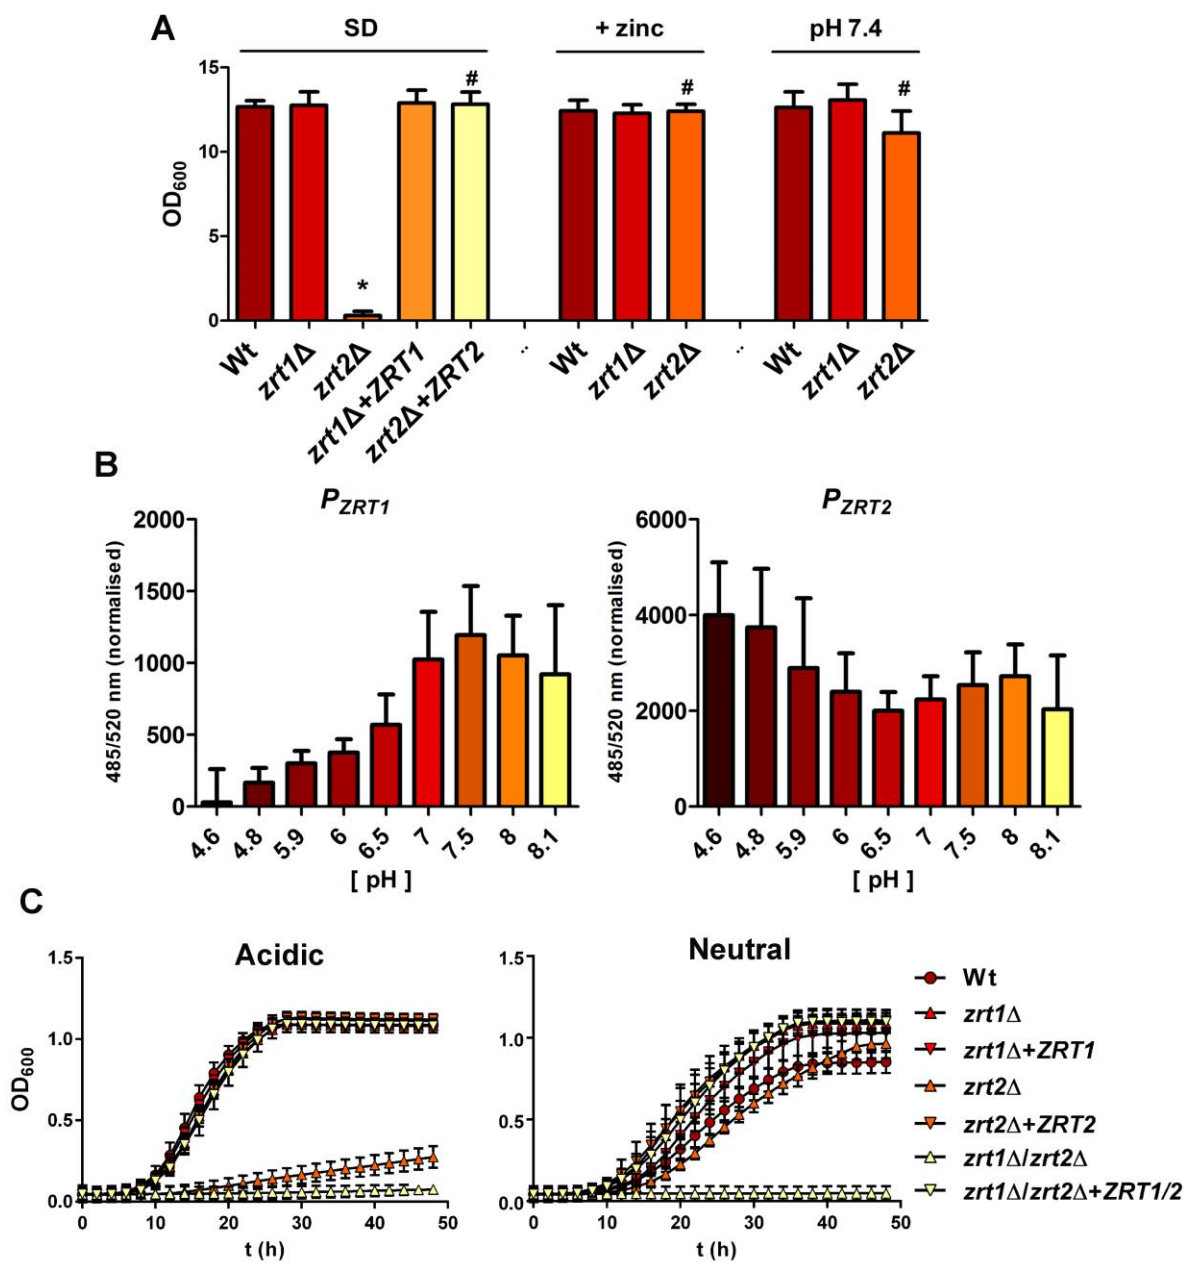 A
SD
+ zinc
pH 7.4
15
10
5
0
OD600
# # #
*
Wt
zrt1Δ
zrt2Δ
zrt1Δ+ZRT1
zrt2Δ+ZRT2
..
Wt
zrt1Δ
zrt2Δ
..
Wt
zrt1Δ
zrt2Δ
B
PZRT1
2000
1500
1000
500
0
485/520 nm (normalised)
4.6 4.8 5.9 6 6.5 7 7.5 8 8.1
[ pH ]
PZRT2
6000
4000
2000
0
485/520 nm (normalised)
4.6 4.8 5.9 6 6.5 7 7.5 8 8.1
[ pH ]
C
Acidic
1.5
1.0
0.5
0.0
OD600
0 10 20 30 40 50
t (h)
Neutral
1.5
1.0
0.5
0.0
0 10 20 30 40 50
t (h)
Wt
zrt1Δ
zrt1Δ+ZRT1
zrt2Δ
zrt2Δ+ZRT2
zrt1Δ/zrt2Δ
zrt1Δ/zrt2Δ+ZRT1/2